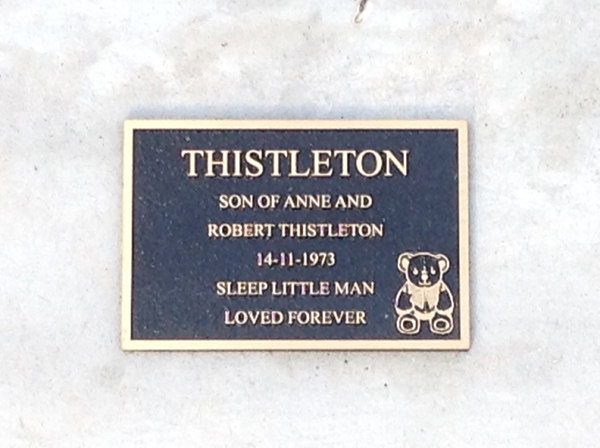 THISTLETON
SON OF ANNE AND
ROBERT THISTLETON
14-11-1973
SLEEP LITTLE MAN
LOVED FOREVER